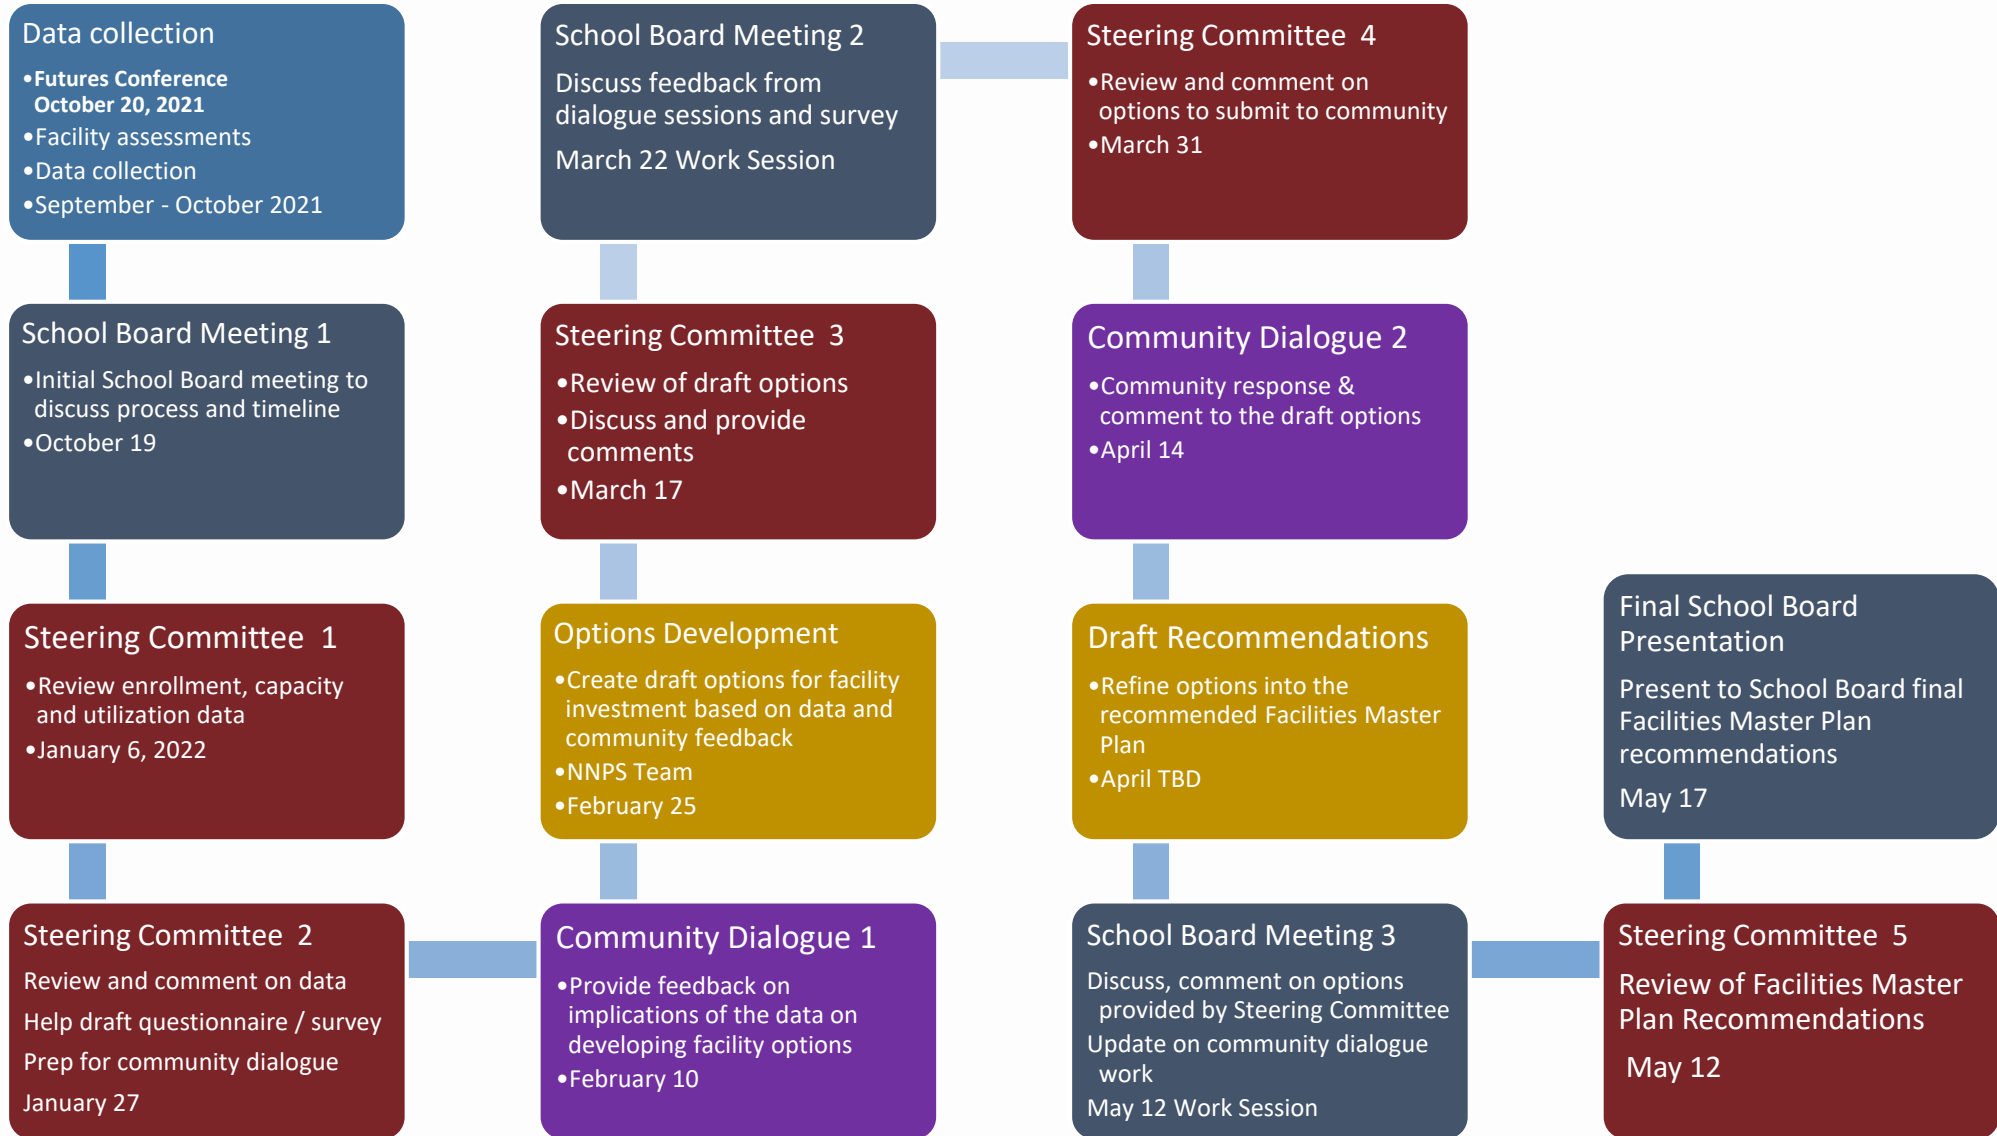 Data collection
•Futures Conference
October 20, 2021
•Facility assessments
•Data collection
•September - October 2021
School Board Meeting 1
•Initial School Board meeting to
discuss process and timeline
•October 19
Steering Committee  1
•Review enrollment, capacity
and utilization data
•January 6, 2022
Steering Committee  2
Review and comment on data
Help draft questionnaire / survey
Prep for community dialogue
January 27
Community Dialogue 1
•Provide feedback on
implications of the data on
developing facility options
•February 10
Options Development
•Create draft options for facility
investment based on data and
community feedback
•NNPS Team
•February 25
Steering Committee  3
•Review of draft options
•Discuss and provide
comments
•March 17
School Board Meeting 2
Discuss feedback from
dialogue sessions and survey
March 22 Work Session
Steering Committee  4
•Review and comment on
options to submit to community
•March 31
Community Dialogue 2
•Community response &
comment to the draft options
•April 14
Draft Recommendations
•Refine options into the
recommended Facilities Master
Plan
•April TBD
School Board Meeting 3
Discuss, comment on options
provided by Steering Committee
Update on community dialogue
work
May 12 Work Session
Steering Committee  5
Review of Facilities Master
Plan Recommendations
May 12
Final School Board
Presentation
Present to School Board final
Facilities Master Plan
recommendations
May 17